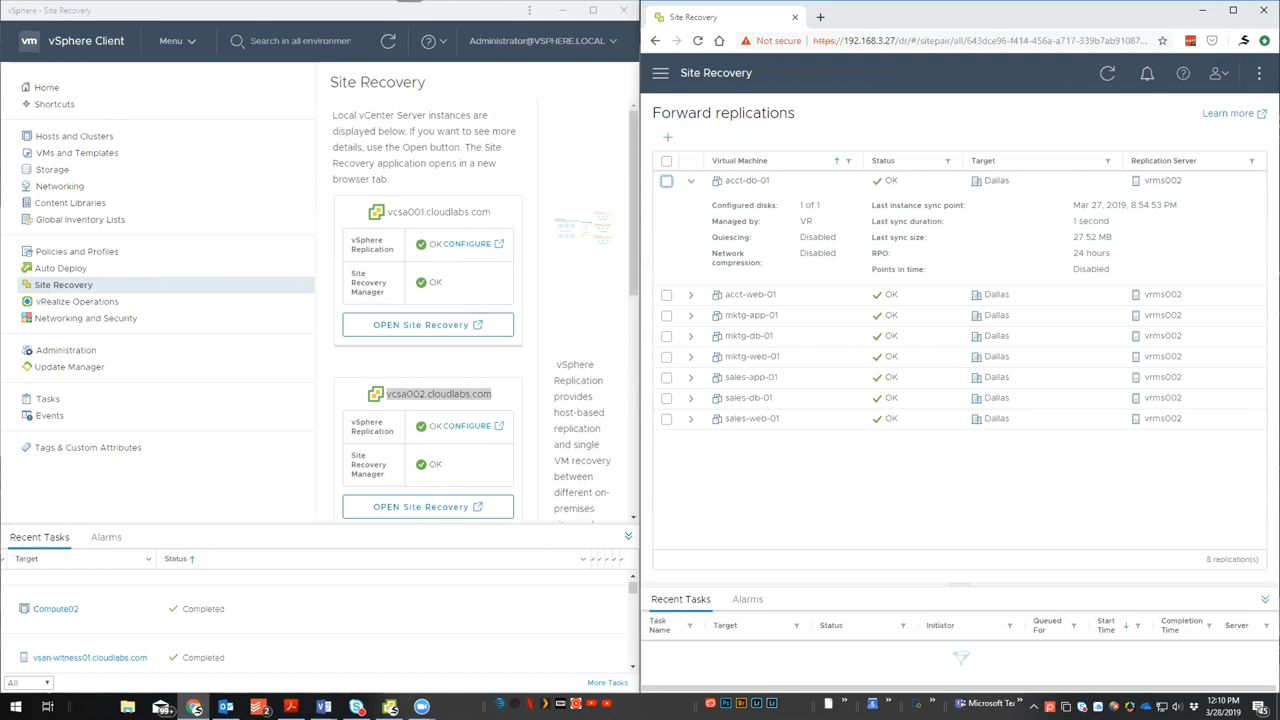 vSphere - Site Recovery
vm vSphere Client
Menu
Search in all environmen
Administrator@VSPHERE.LOCAL
Home
Shortcuts
Hosts and Clusters
VMs and Templates
Storage
Networking
Content Libraries
Global Inventory Lists
Policies and Profiles
Auto Deploy
Site Recovery
vRealize Operations
Networking and Security
Administration
Update Manager
Tasks
Events
Tags & Custom Attributes
Site Recovery
Local vCenter Server instances are
displayed below. If you want to see more
details, use the Open button. The Site
Recovery application opens in a new
browser tab.
vcsa001.cloudlabs.com
vSphere
Replication
OK CONFIGURE
Site
Recovery
Manager
OK
OPEN Site Recovery
vcsa002.cloudlabs.com
vSphere
Replication
OK CONFIGURE
Site
Recovery
Manager
OK
OPEN Site Recovery
vSphere
Replication
provides
host-based
replication
and single
VM recovery
between
different on-
premises
Recent Tasks
Alarms
Target
Status
Compute02
Completed
vsan-witness01.cloudlabs.com
Completed
All
More Tasks
Site Recovery
Not secure
https://192.168.3.27/dr/#/sitepair/all/643dce96-f414-456a-a717-339b7ab91087...
Site Recovery
Forward replications
Learn more
Virtual Machine
Status
Target
Replication Server
acct-db-01 OK Dallas vrms002
Configured disks: 1 of 1 Last instance sync point: Mar 27, 2019, 8:54:53 PM
Managed by: VR Last sync duration: 1 second
Quiescing: Disabled Last sync size: 27.52 MB
Network
compression:
Disabled
RPO: 24 hours
Points in time: Disabled
acct-web-01 OK Dallas vrms002
mktg-app-01 OK Dallas vrms002
mktg-db-01 OK Dallas vrms002
mktg-web-01 OK Dallas vrms002
sales-app-01 OK Dallas vrms002
sales-db-01 OK Dallas vrms002
sales-web-01 OK Dallas vrms002
8 replication(s)
Recent Tasks
Alarms
Task
Name
Target
Status
Initiator
Queued
For
Start
Time
Completion
Time
Server
99+
2
Microsoft Te
12:10 PM
3/28/2019
45